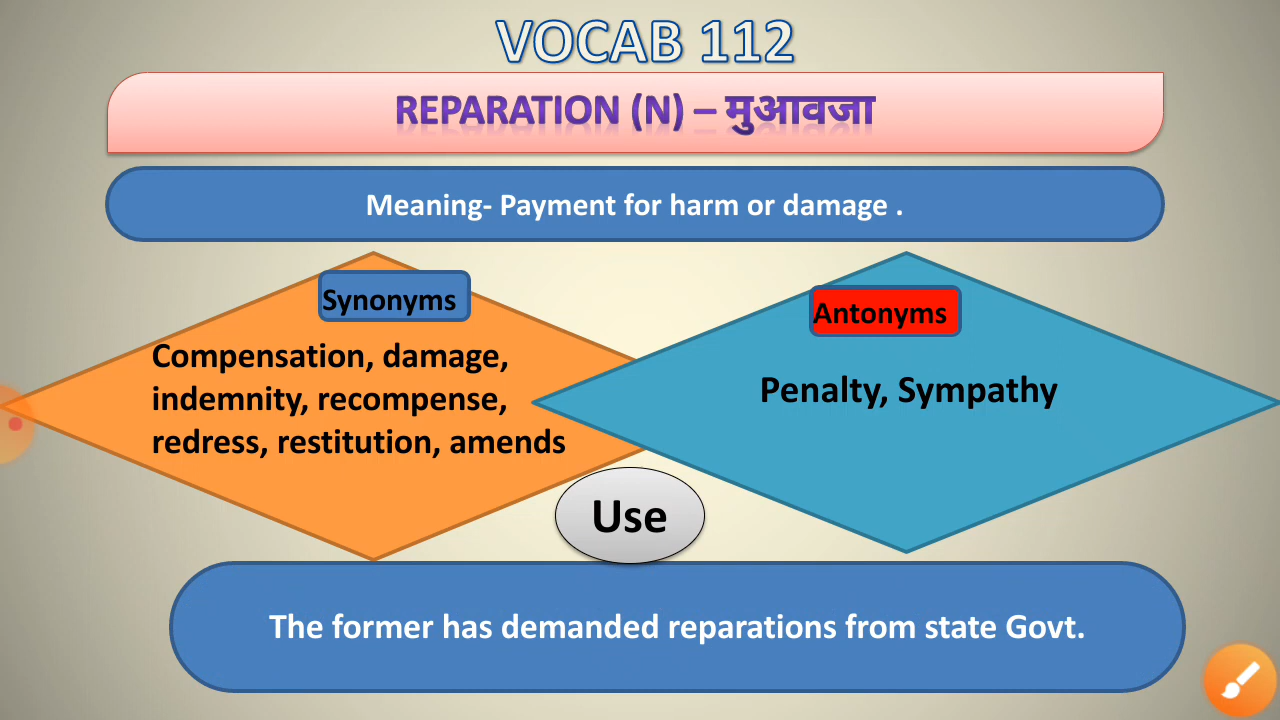 VOCAB 112
REPARATION (N) – मुआवजा
Meaning- Payment for harm or damage .
Synonyms
Compensation, damage,
indemnity, recompense,
redress, restitution, amends
Antonyms
Penalty, Sympathy
Use
The former has demanded reparations from state Govt.